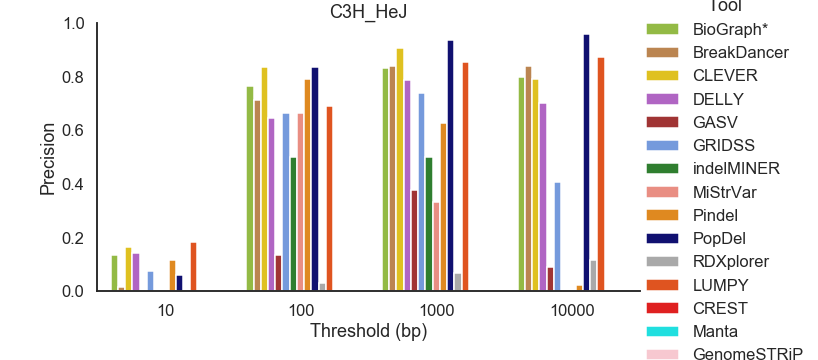 C3H_HeJ
Tool
1.0
0.8
0.6
0.4
0.2
0.0
Precision
10
100
1000
10000
Threshold (bp)
BioGraph*
BreakDancer
CLEVER
DELLY
GASV
GRIDSS
indelMINER
MiStrVar
Pindel
PopDel
RDXplorer
LUMPY
CREST
Manta
GenomeSTRiP